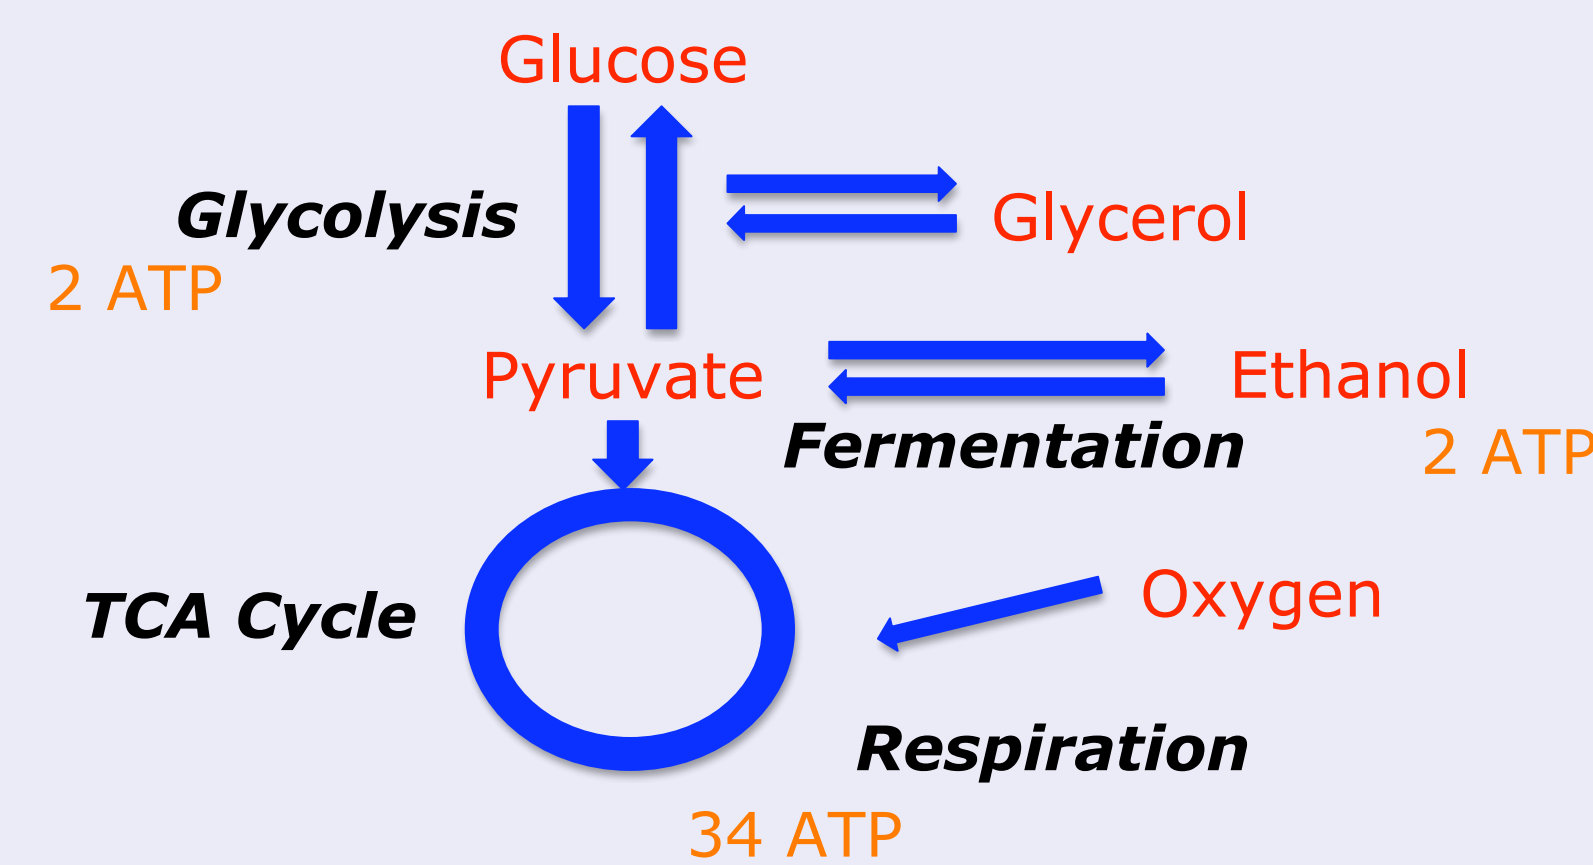 Glucose
Glycolysis
Glycerol
2 ATP
Pyruvate
Ethanol
Fermentation
2 ATP
TCA Cycle
Oxygen
Respiration
34 ATP